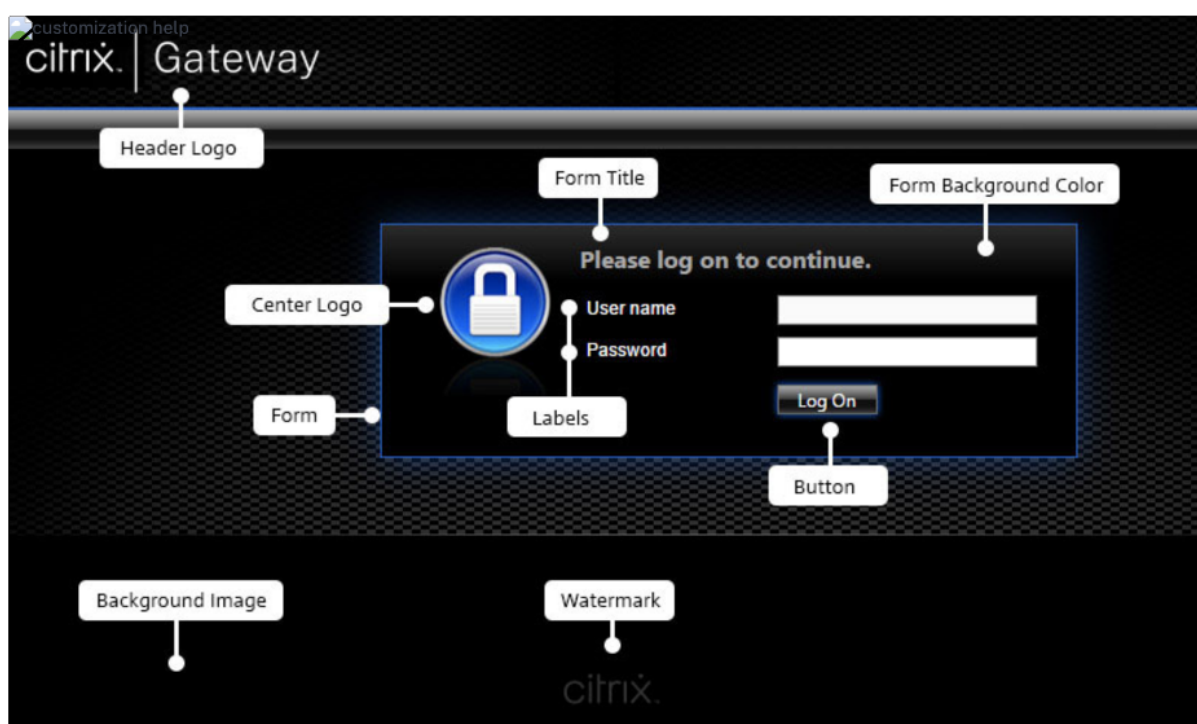 customization help
citrix. Gateway
Header Logo
Form Title
Form Background Color
Please log on to continue.
Center Logo
User name
Password
Form
Log On
Labels
Button
Background Image
Watermark
citrix.